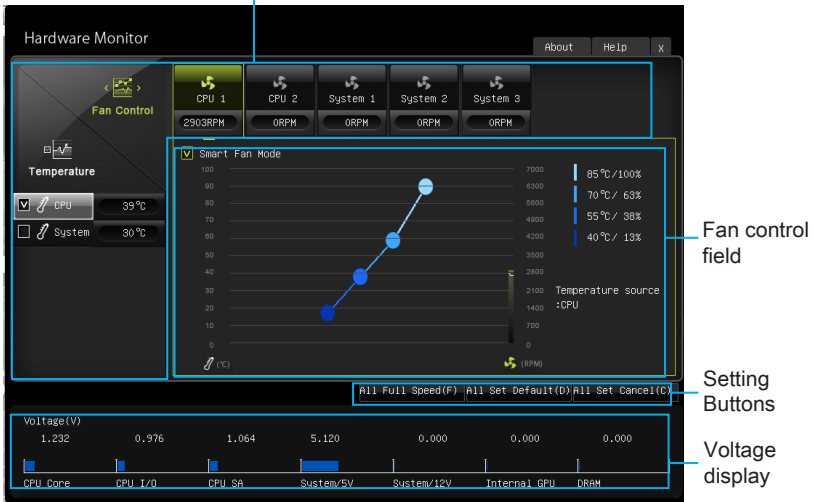 Hardware Monitor
About Help X
Fan Control
CPU 1 CPU 2 System 1 System 2 System 3
2903RPM 0RPM 0RPM 0RPM 0RPM
Temperature
CPU 39°C
System 30°C
Smart Fan Mode
100 7000
90 6300
80 5600
70 4900
60 4200
50 3500
40 2800
30 2100
20 1400
10 700
0 0
(°C) (RPM)
85°C/100%
70°C/ 63%
55°C/ 38%
40°C/ 13%
Temperature source
:CPU
Fan control
field
All Full Speed(F) All Set Default(D) All Set Cancel(C)
Setting
Buttons
Voltage(V)
1.232 0.976 1.064 5.120 0.000 0.000 0.000
CPU Core CPU I/O CPU SA System/5V System/12V Internal GPU DRAM
Voltage
display